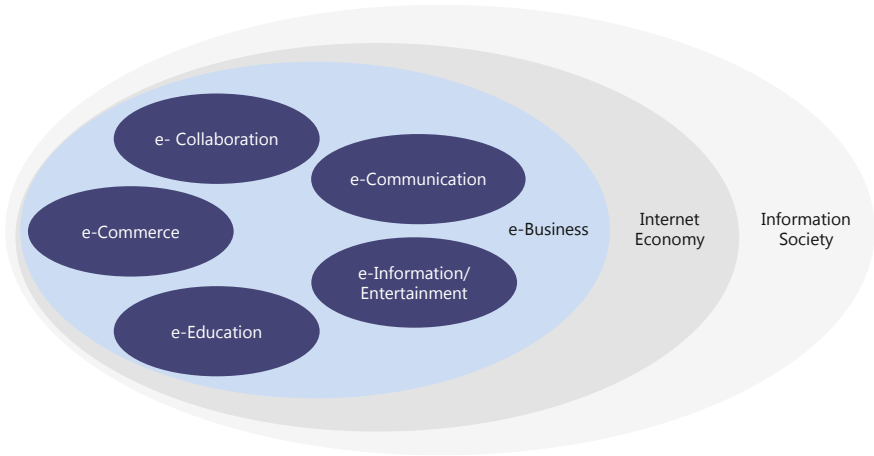 e- Collaboration
e-Communication
e-Commerce
e-Business
Internet
Economy
Information
Society
e-Information/
Entertainment
e-Education